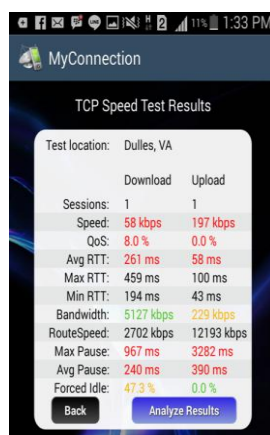 11% 1:33 PM
MyConnection
TCP Speed Test Results
Test location: Dulles, VA
Download Upload
Sessions: 1 1
Speed: 58 kbps 197 kbps
QoS: 8.0 % 0.0 %
Avg RTT: 261 ms 58 ms
Max RTT: 459 ms 100 ms
Min RTT: 194 ms 43 ms
Bandwidth: 5127 kbps 229 kbps
RouteSpeed: 2702 kbps 12193 kbps
Max Pause: 967 ms 3282 ms
Avg Pause: 240 ms 390 ms
Forced Idle: 47.3 % 0.0 %
Back Analyze Results